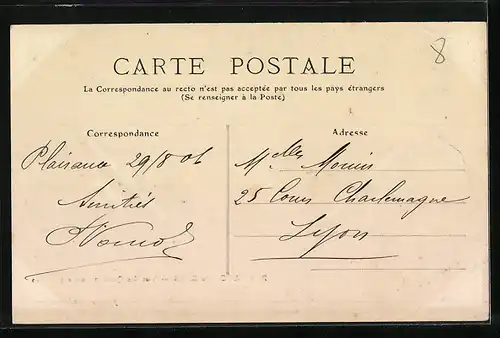 8
CARTE POSTALE
La Correspondance au recto n'est pas acceptée par tous les pays étrangers
(Se renseigner à la Poste)
Correspondance
Adresse
Plaisance 29/8 06
Amitiés
Melles
25 Cours Charlemagne
Lyon